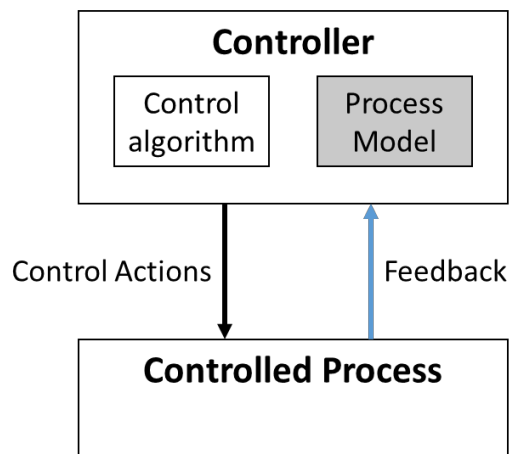 Controller
Control
algorithm
Process
Model
Control Actions
Feedback
Controlled Process